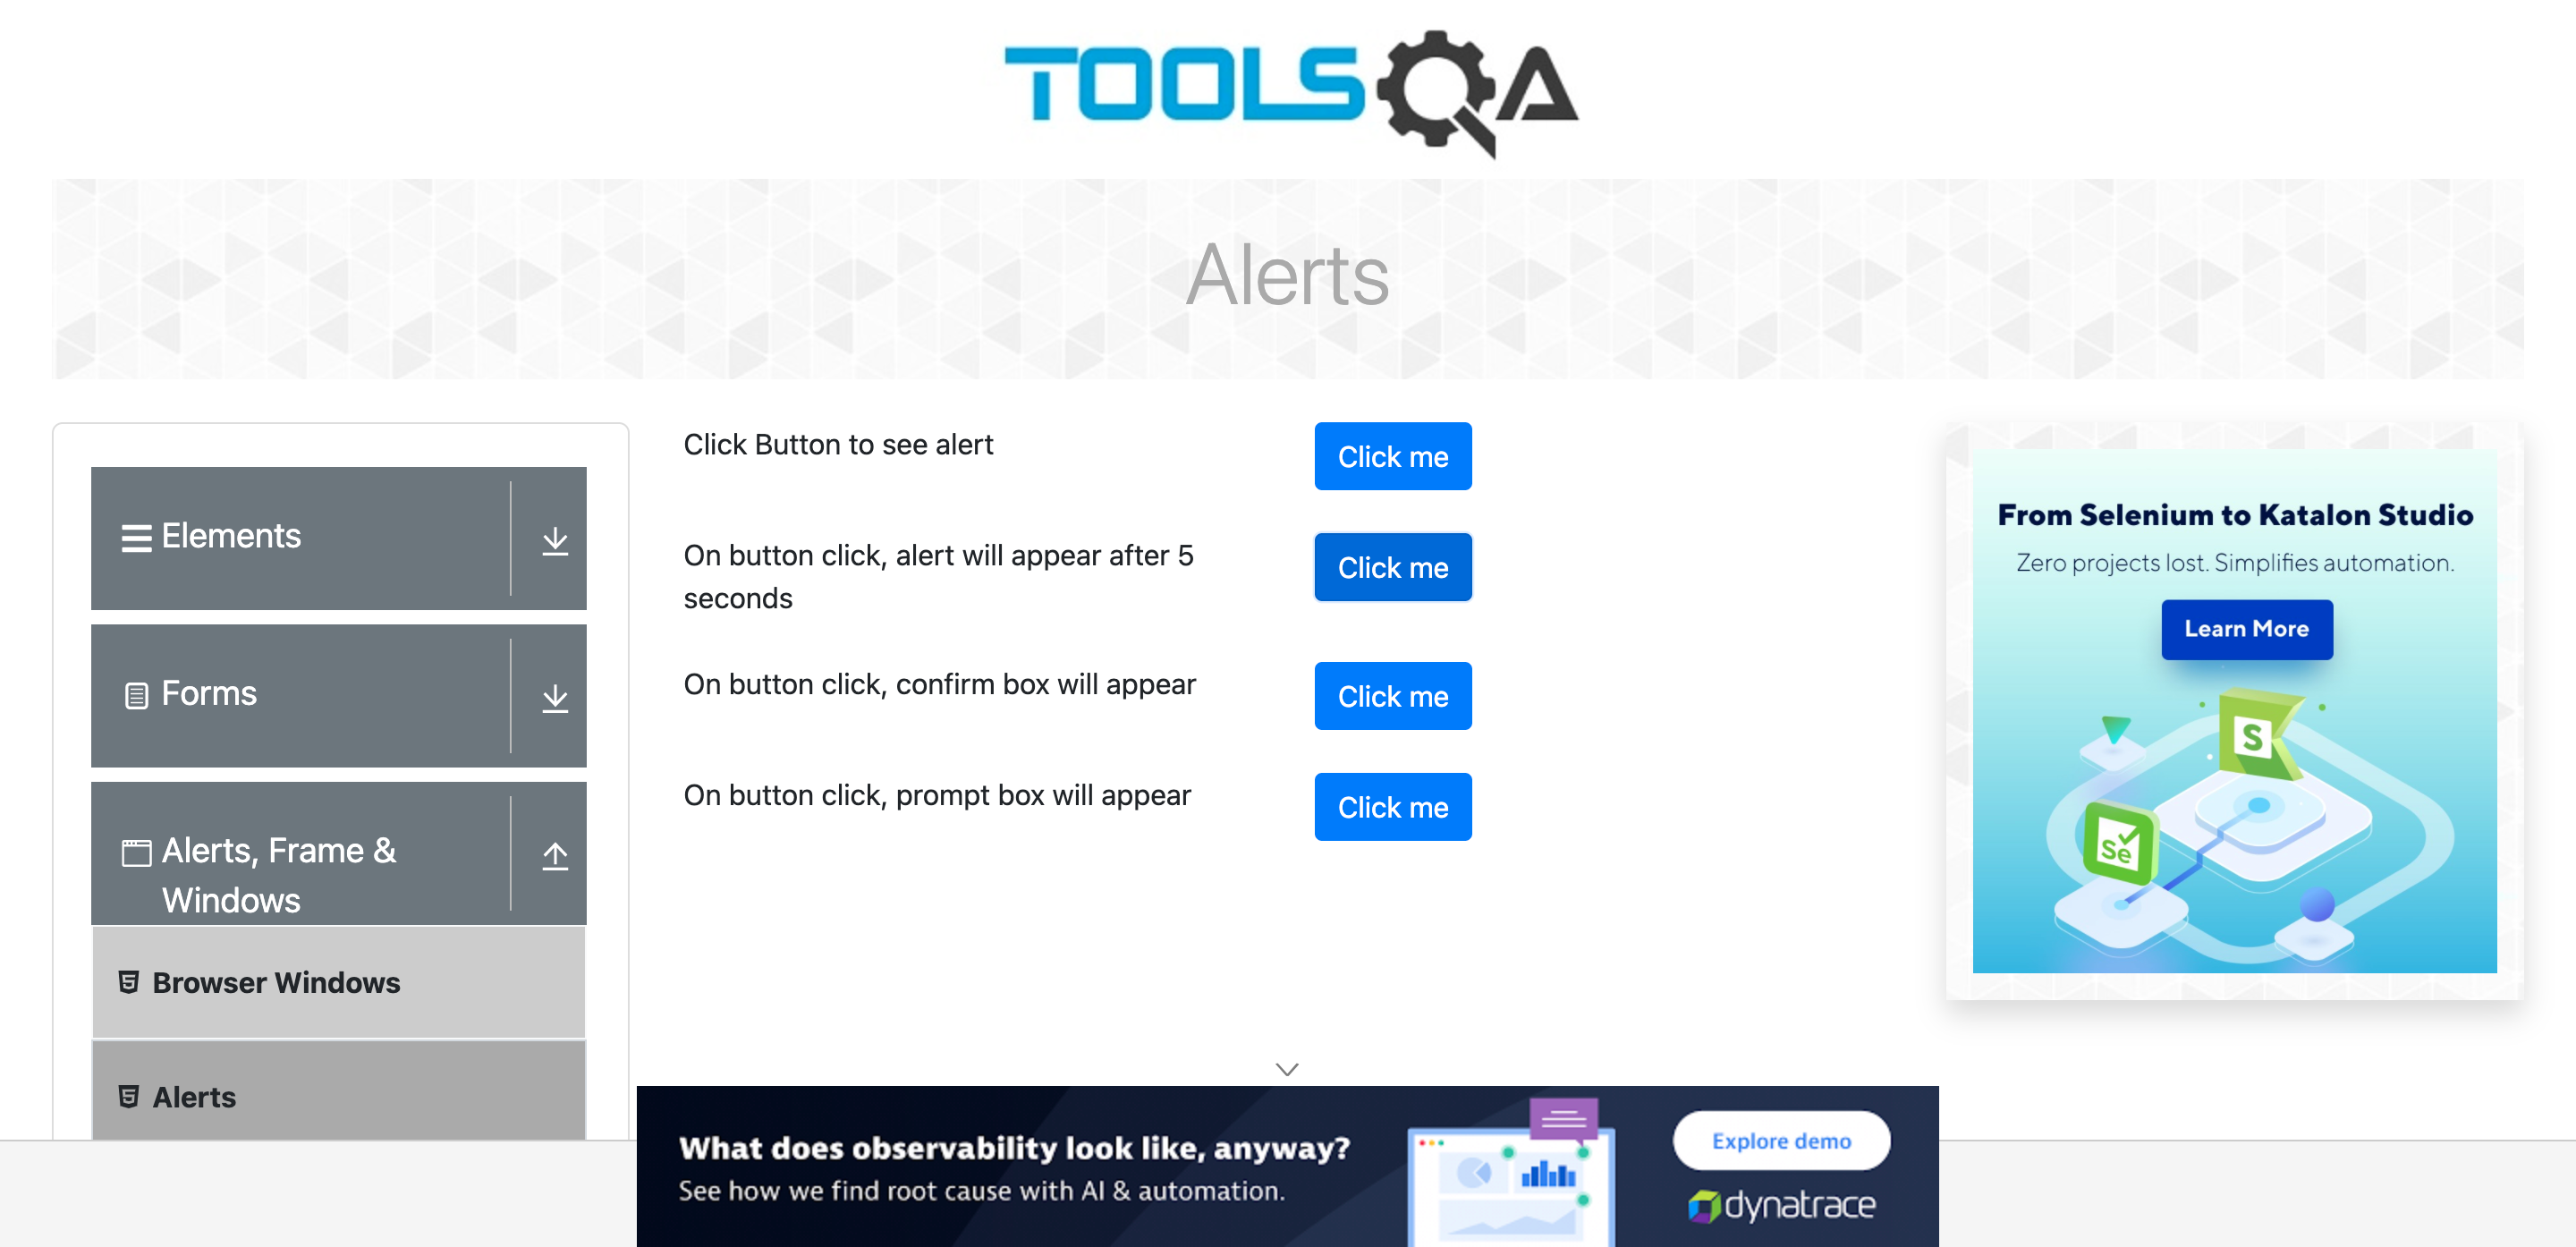 TOOLSQA
Alerts
Elements
Forms
Alerts, Frame &
Windows
Browser Windows
Alerts
Click Button to see alert
Click me
On button click, alert will appear after 5
seconds
Click me
On button click, confirm box will appear
Click me
On button click, prompt box will appear
Click me
From Selenium to Katalon Studio
Zero projects lost. Simplifies automation.
Learn More
S
Se
What does observability look like, anyway?
See how we find root cause with AI & automation.
Explore demo
dynatrace